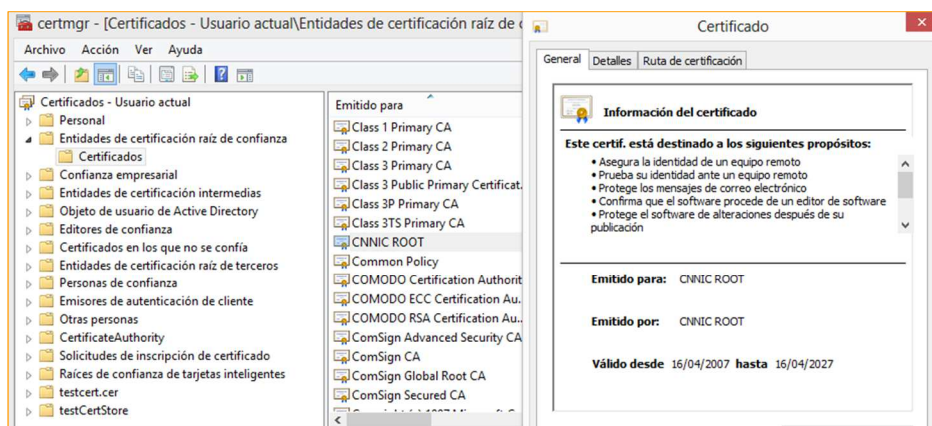 certmgr - [Certificados - Usuario actual\Entidades de certificación raíz de c
Archivo Acción Ver Ayuda
Certificados - Usuario actual
Personal
Entidades de certificación raíz de confianza
Certificados
Confianza empresarial
Entidades de certificación intermedias
Objeto de usuario de Active Directory
Editores de confianza
Certificados en los que no se confía
Entidades de certificación raíz de terceros
Personas de confianza
Emisores de autenticación de cliente
Otras personas
CertificateAuthority
Solicitudes de inscripción de certificado
Raíces de confianza de tarjetas inteligentes
testcert.cer
testCertStore
Emitido para
Class 1 Primary CA
Class 2 Primary CA
Class 3 Primary CA
Class 3 Public Primary Certificat.
Class 3P Primary CA
Class 3TS Primary CA
CNNIC ROOT
Common Policy
COMODO Certification Authorit
COMODO ECC Certification Au..
COMODO RSA Certification Au..
ComSign Advanced Security CA
ComSign CA
ComSign Global Root CA
ComSign Secured CA
Certificado
General Detalles Ruta de certificación
Información del certificado
Este certif. está destinado a los siguientes propósitos:
• Asegura la identidad de un equipo remoto
• Prueba su identidad ante un equipo remoto
• Protege los mensajes de correo electrónico
• Confirma que el software procede de un editor de software
• Protege el software de alteraciones después de su
publicación
Emitido para: CNNIC ROOT
Emitido por: CNNIC ROOT
Válido desde 16/04/2007 hasta 16/04/2027